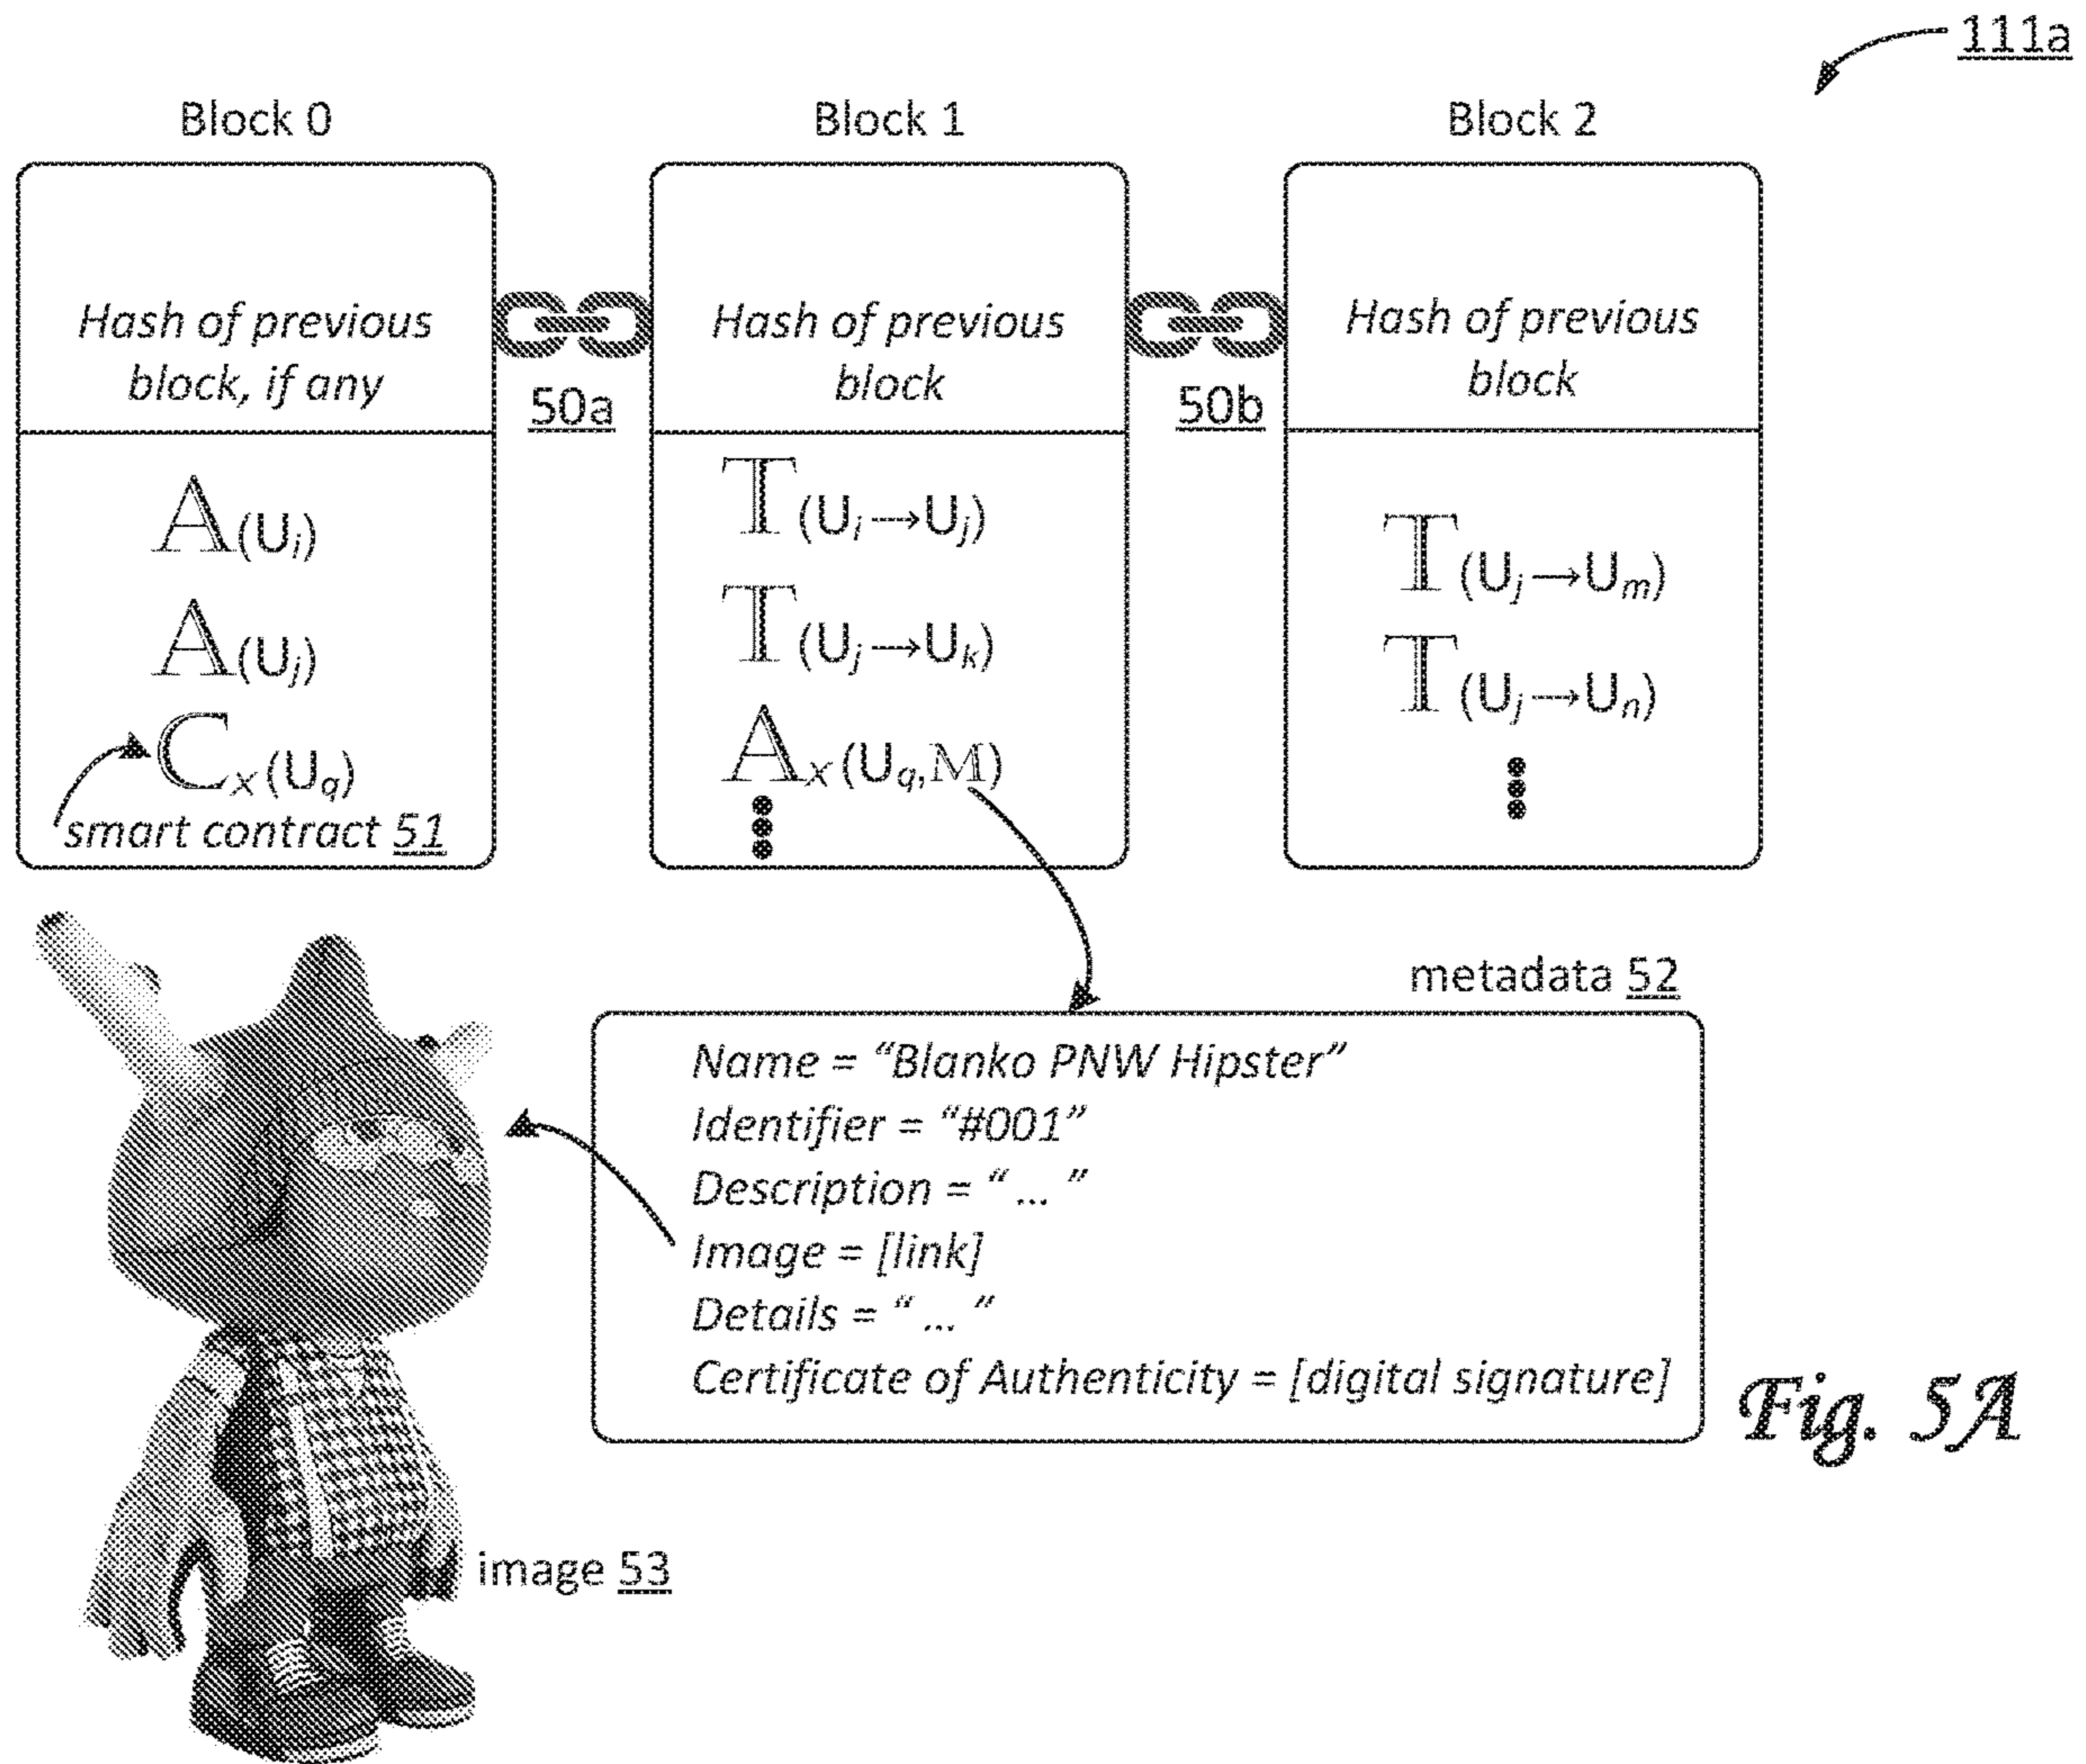 111a
Block 0
Hash of previous
block, if any
A(Ui)
A(Uj)
Cx(Uq)
smart contract 51
50a
Block 1
Hash of previous
block
T(Ui→Uj)
T(Uj→Uk)
Ax(Uq,M)
50b
Block 2
Hash of previous
block
T(Uj→Um)
T(Uj→Un)
metadata 52
Name = “Blanko PNW Hipster”
Identifier = “#001”
Description = “ ... ”
Image = [link]
Details = “ ... ”
Certificate of Authenticity = [digital signature]
image 53
Fig. 5A